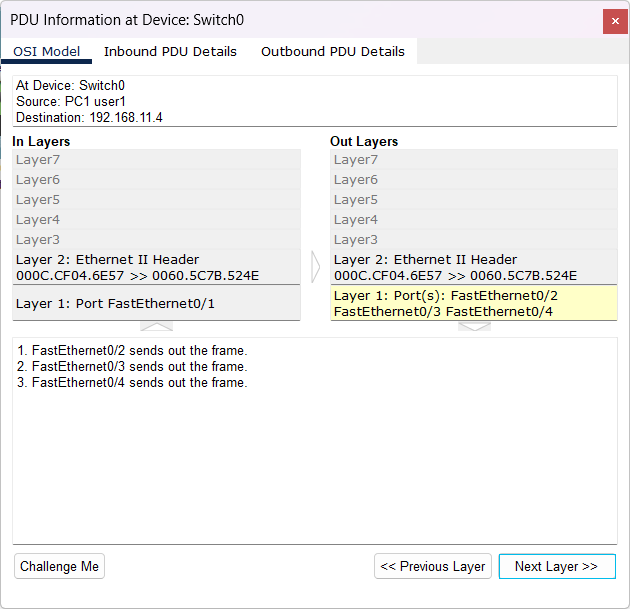 PDU Information at Device: Switch0
OSI Model Inbound PDU Details Outbound PDU Details
At Device: Switch0
Source: PC1 user1
Destination: 192.168.11.4
In Layers
Layer7
Layer6
Layer5
Layer4
Layer3
Layer 2: Ethernet II Header
000C.CF04.6E57 >> 0060.5C7B.524E
Layer 1: Port FastEthernet0/1
Out Layers
Layer7
Layer6
Layer5
Layer4
Layer3
Layer 2: Ethernet II Header
000C.CF04.6E57 >> 0060.5C7B.524E
Layer 1: Port(s): FastEthernet0/2
FastEthernet0/3 FastEthernet0/4
1. FastEthernet0/2 sends out the frame.
2. FastEthernet0/3 sends out the frame.
3. FastEthernet0/4 sends out the frame.
Challenge Me << Previous Layer Next Layer >>